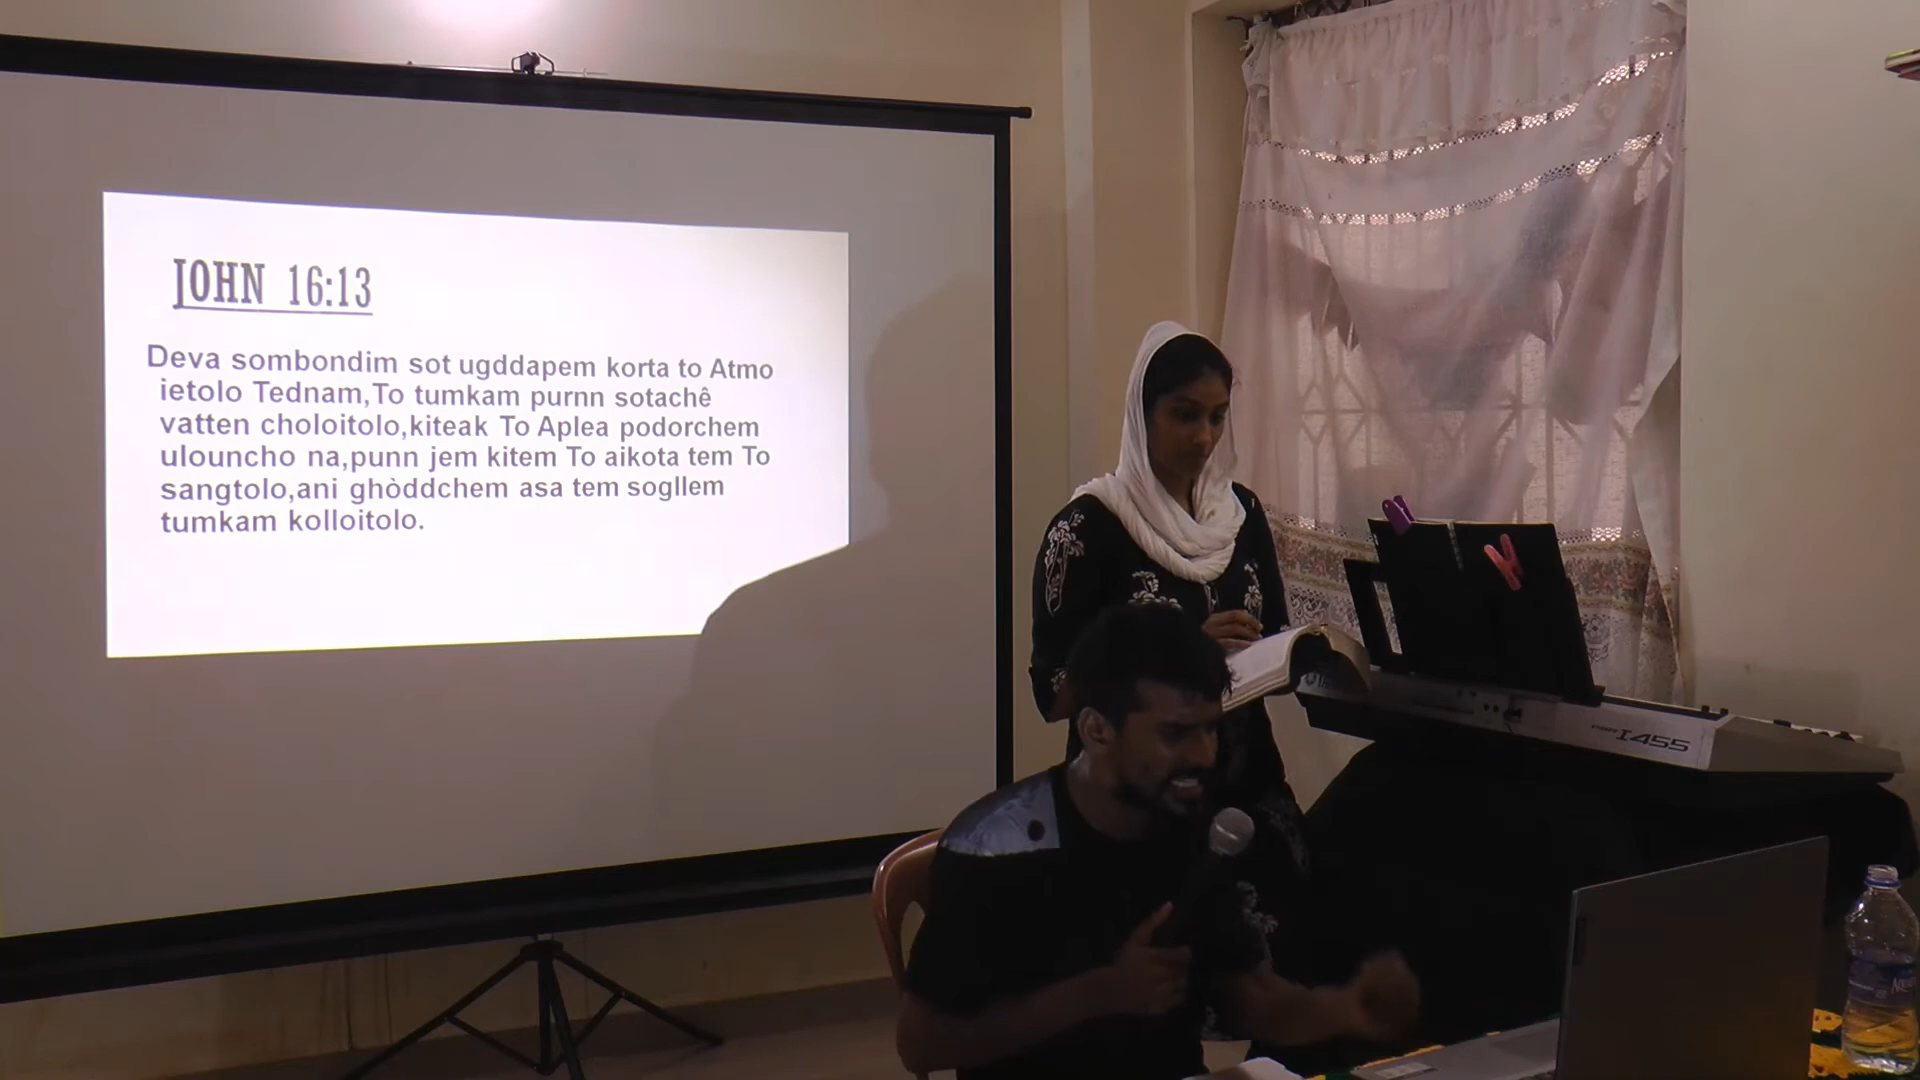 JOHN 16:13
Deva sombondim sot ugddapem korta to Atmo
ietolo Tednam,To tumkam purnn sotachê
vatten choloitolo,kiteak To Aplea podorchem
ulouncho na,punn jem kitem To aikota tem To
sangtolo,ani ghòddchem asa tem sogllem
tumkam kolloitolo.
I455